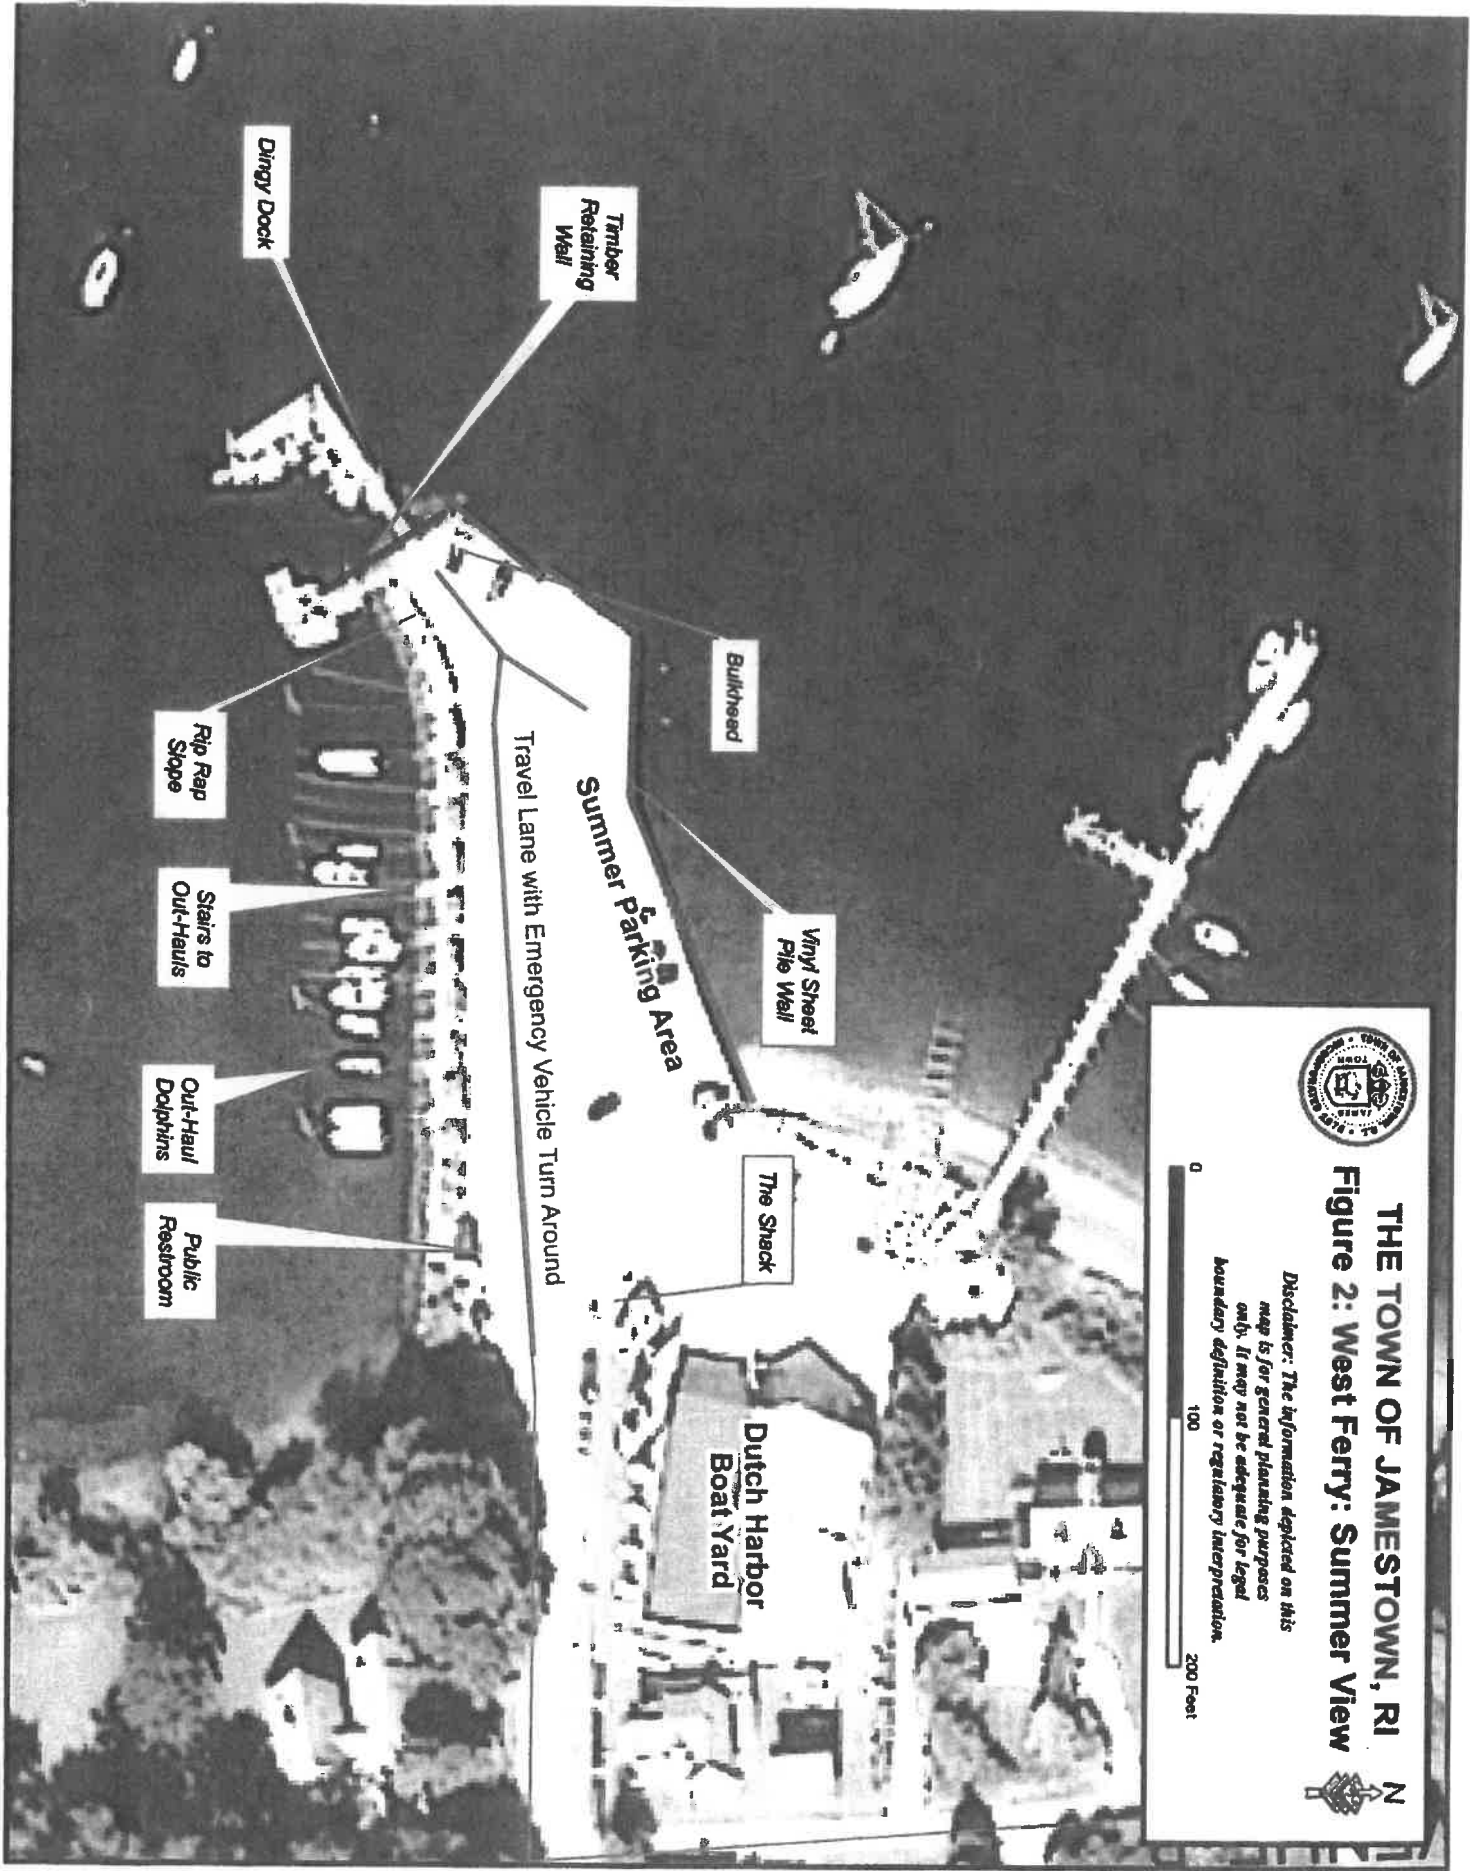 THE TOWN OF JAMESTOWN, RI
Figure 2: West Ferry: Summer View
N
Disclaimer: The information depicted on this
map is for general planning purposes
only. It may not be adequate for legal
boundary definition or regulatory interpretation.
0
100
200 Feet
Vinyl Sheet
Pile Wall
Bulkhead
Timber
Retaining
Wall
Dingy Dock
Summer Parking Area
The Shack
Dutch Harbor
Boat Yard
Travel Lane with Emergency Vehicle Turn Around
Rip Rap
Slope
Stairs to
Out-Hauls
Out-Haul
Dolphins
Public
Restroom